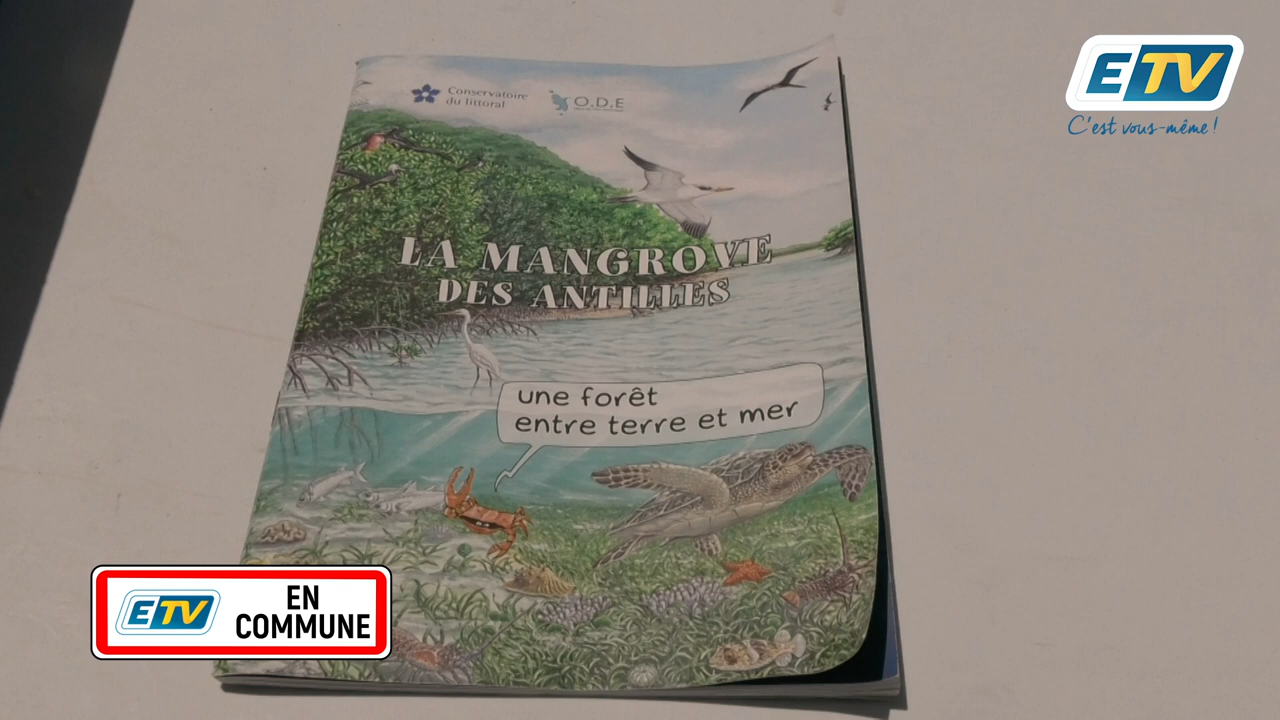 ETV
C'est vous-même !
Conservatoire
du littoral
O.D.E
LA MANGROVE
DES ANTILLES
une forêt
entre terre et mer
ETV
EN
COMMUNE